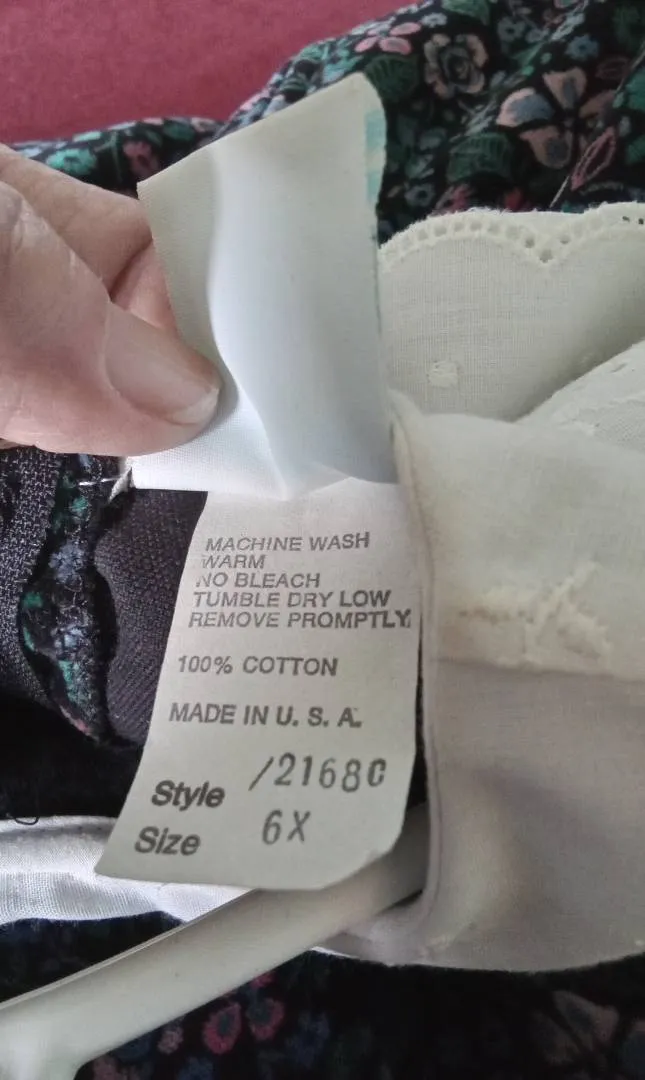 MACHINE WASH
WARM
NO BLEACH
TUMBLE DRY LOW
REMOVE PROMPTLY
100% COTTON
MADE IN U. S. A.
Style /21680
Size 6X